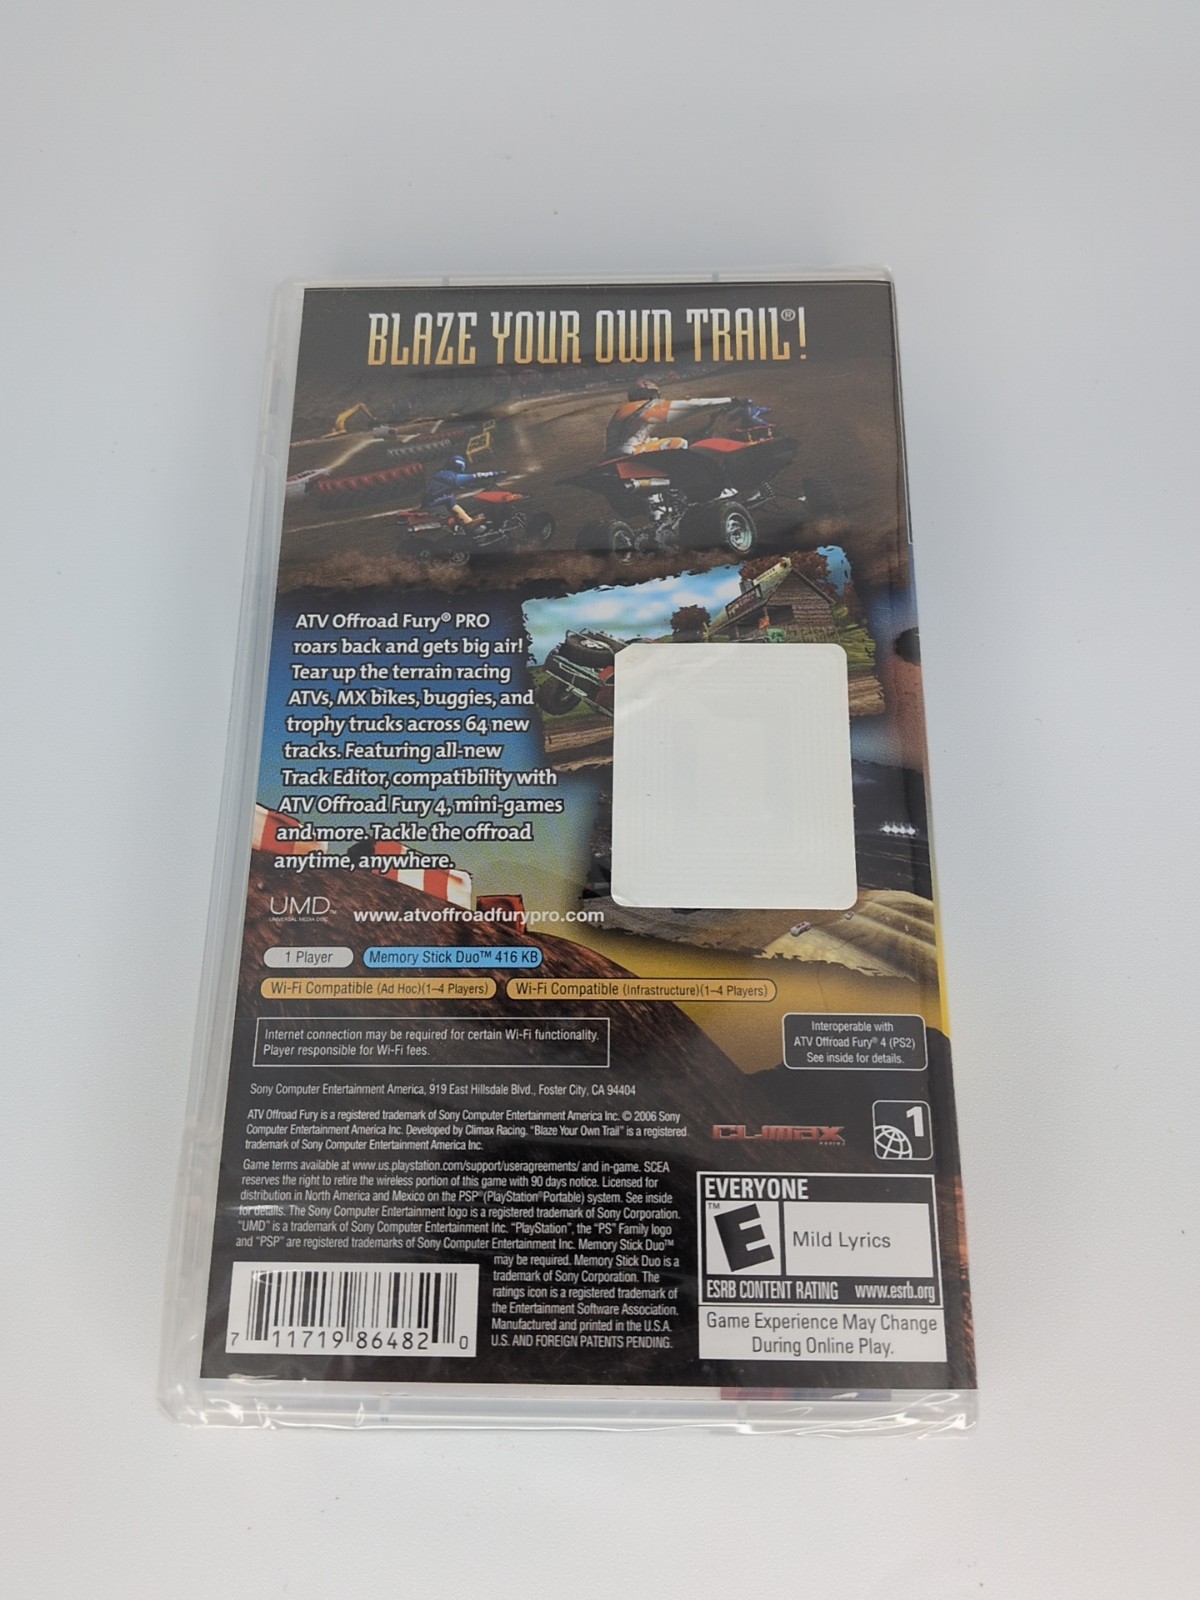 BLAZE YOUR OWN TRAIL®!
ATV Offroad Fury® PRO
roars back and gets big air!
Tear up the terrain racing
ATVs, MX bikes, buggies, and
trophy trucks across 64 new
tracks. Featuring all-new
Track Editor, compatibility with
ATV Offroad Fury 4, mini-games
and more. Tackle the offroad
anytime, anywhere.
UMD™
UNIVERSAL MEDIA DISC
www.atvoffroadfurypro.com
1 Player
Memory Stick Duo™ 416 KB
Wi-Fi Compatible (Ad Hoc)(1–4 Players)
Wi-Fi Compatible (Infrastructure)(1–4 Players)
Internet connection may be required for certain Wi-Fi functionality.
Player responsible for Wi-Fi fees.
Interoperable with
ATV Offroad Fury® 4 (PS2)
See inside for details.
Sony Computer Entertainment America, 919 East Hillsdale Blvd., Foster City, CA 94404
ATV Offroad Fury is a registered trademark of Sony Computer Entertainment America Inc. © 2006 Sony
Computer Entertainment America Inc. Developed by Climax Racing. "Blaze Your Own Trail" is a registered
trademark of Sony Computer Entertainment America Inc.
CLIMAX
1
Game terms available at www.us.playstation.com/support/useragreements/ and in-game. SCEA
reserves the right to retire the wireless portion of this game with 90 days notice. Licensed for
distribution in North America and Mexico on the PSP®(PlayStation®Portable) system. See inside
for details. The Sony Computer Entertainment logo is a registered trademark of Sony Corporation.
"UMD" is a trademark of Sony Computer Entertainment Inc. "PlayStation", the "PS" Family logo
and "PSP" are registered trademarks of Sony Computer Entertainment Inc. Memory Stick Duo™
may be required. Memory Stick Duo is a
trademark of Sony Corporation. The
ratings icon is a registered trademark of
the Entertainment Software Association.
Manufactured and printed in the U.S.A.
U.S. AND FOREIGN PATENTS PENDING.
7 11719 86482 0
EVERYONE
™
E
Mild Lyrics
ESRB CONTENT RATING www.esrb.org
Game Experience May Change
During Online Play.